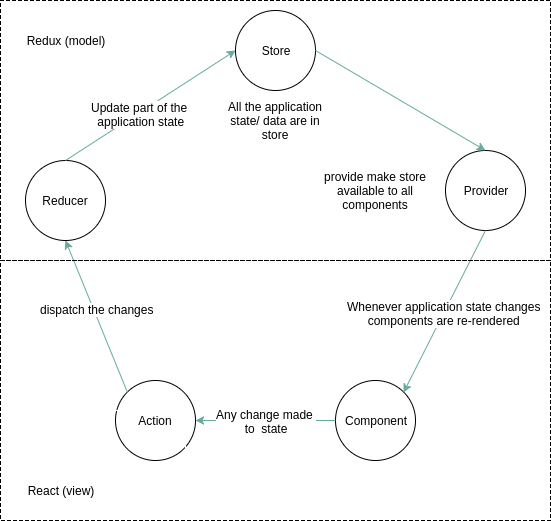 Redux (model)
Store
Update part of the
application state
All the application
state/ data are in
store
provide make store
available to all
components
Provider
Reducer
dispatch the changes
Whenever application state changes
components are re-rendered
Action
Any change made
to state
Component
React (view)